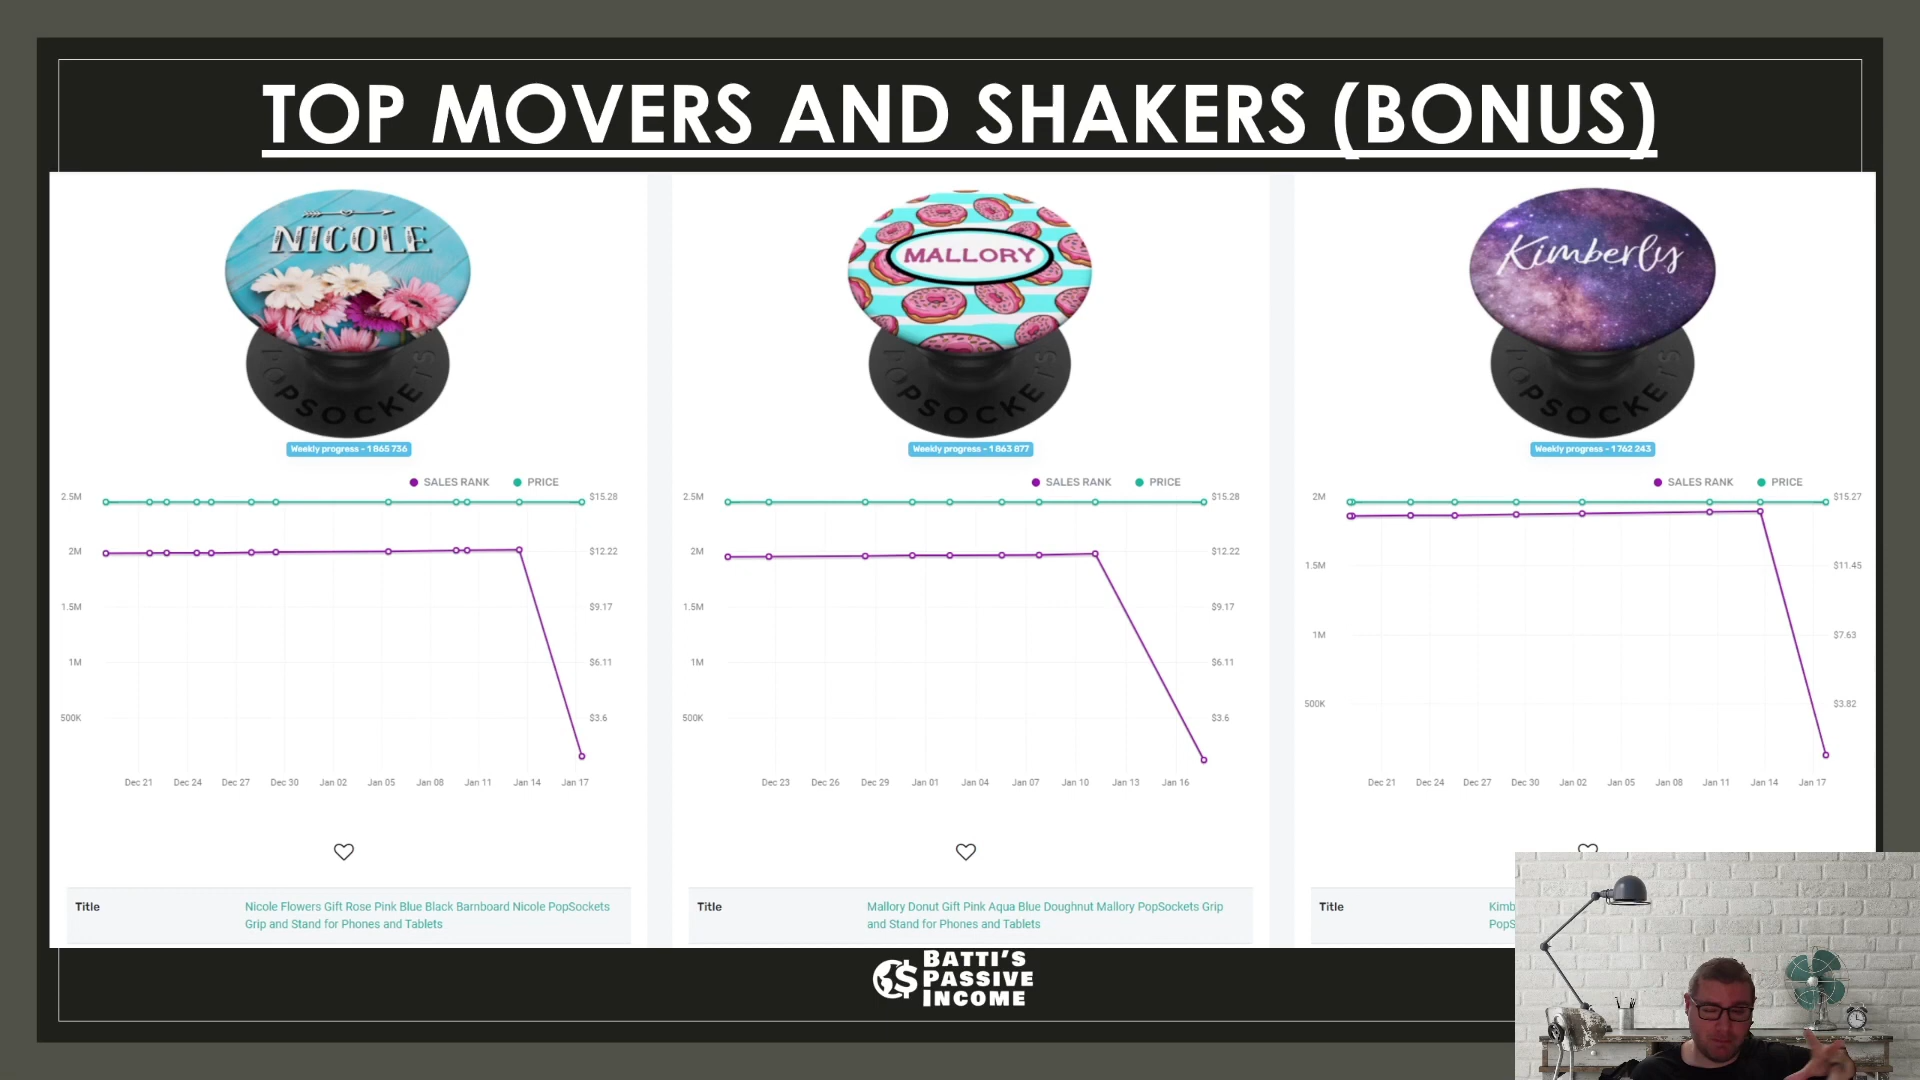 TOP MOVERS AND SHAKERS (BONUS)
NICOLE
POPSOCKETS
Weekly progress - 1 865 736
SALES RANK
PRICE
2.5M
2M
1.5M
1M
500K
$15.28
$12.22
$9.17
$6.11
$3.6
Dec 21 Dec 24 Dec 27 Dec 30 Jan 02 Jan 05 Jan 08 Jan 11 Jan 14 Jan 17
Title
Nicole Flowers Gift Rose Pink Blue Black Barnboard Nicole PopSockets
Grip and Stand for Phones and Tablets
MALLORY
POPSOCKETS
Weekly progress - 1 863 877
SALES RANK
PRICE
2.5M
2M
1.5M
1M
500K
$15.28
$12.22
$9.17
$6.11
$3.6
Dec 23 Dec 26 Dec 29 Jan 01 Jan 04 Jan 07 Jan 10 Jan 13 Jan 16
Title
Mallory Donut Gift Pink Aqua Blue Doughnut Mallory PopSockets Grip
and Stand for Phones and Tablets
Kimberly
POPSOCKETS
Weekly progress - 1 762 243
SALES RANK
PRICE
2M
1.5M
1M
500K
$15.27
$11.45
$7.63
$3.82
Dec 21 Dec 24 Dec 27 Dec 30 Jan 02 Jan 05 Jan 08 Jan 11 Jan 14 Jan 17
Title
Kimb
PopS
BATTI'S
PASSIVE
INCOME